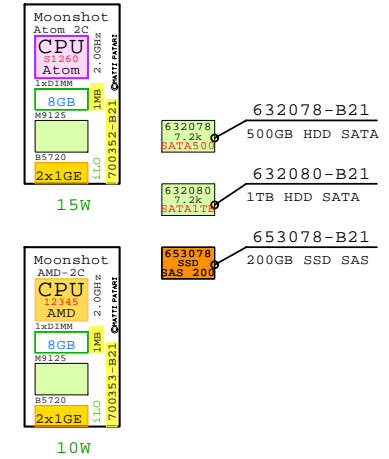 Moonshot
Atom 2C
CPU
S1260
Atom
2.0GHz
©MATTI PATARI
1xDIMM
8GB
1MB
M9125
700352-B21
B5720
iLO
2x1GE
15W
632078
7.2k
SATA500
632078-B21
500GB HDD SATA
632080
7.2k
SATA1TB
632080-B21
1TB HDD SATA
653078
SSD
SAS 200
653078-B21
200GB SSD SAS
Moonshot
AMD-2C
CPU
12345
AMD
2.0GHz
©MATTI PATARI
1xDIMM
8GB
1MB
M9125
700353-B21
B5720
iLO
2x1GE
10W